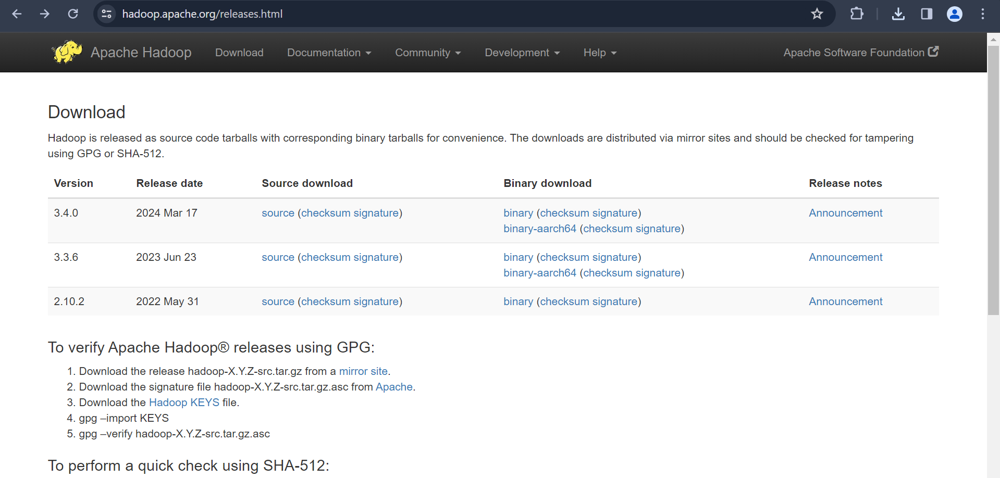 hadoop.apache.org/releases.html
Apache Hadoop Download Documentation Community Development Help Apache Software Foundation
Download
Hadoop is released as source code tarballs with corresponding binary tarballs for convenience. The downloads are distributed via mirror sites and should be checked for tampering
using GPG or SHA-512.
Version Release date Source download Binary download Release notes
3.4.0 2024 Mar 17 source (checksum signature) binary (checksum signature) Announcement
binary-aarch64 (checksum signature)
3.3.6 2023 Jun 23 source (checksum signature) binary (checksum signature) Announcement
binary-aarch64 (checksum signature)
2.10.2 2022 May 31 source (checksum signature) binary (checksum signature) Announcement
To verify Apache Hadoop® releases using GPG:
1. Download the release hadoop-X.Y.Z-src.tar.gz from a mirror site.
2. Download the signature file hadoop-X.Y.Z-src.tar.gz.asc from Apache.
3. Download the Hadoop KEYS file.
4. gpg –import KEYS
5. gpg –verify hadoop-X.Y.Z-src.tar.gz.asc
To perform a quick check using SHA-512: